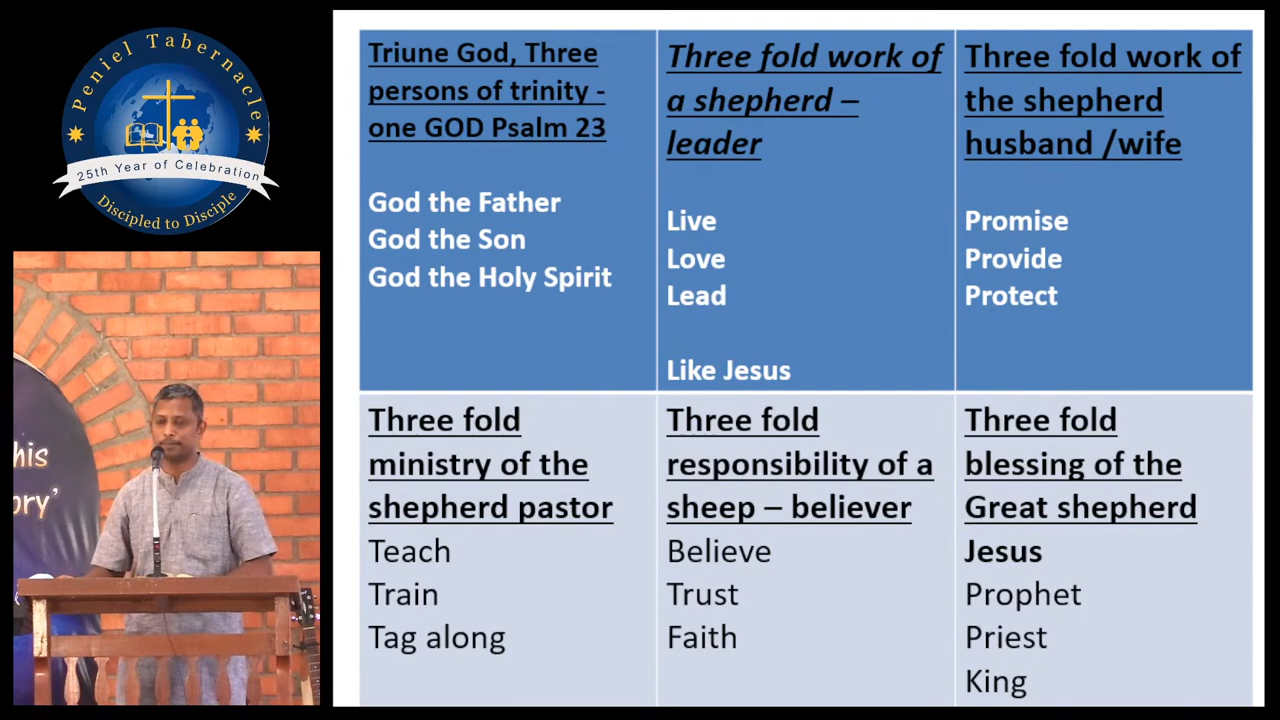 Peniel Tabernacle
25th Year of Celebration
Discipled to Disciple
his
ory'
Triune God, Three
persons of trinity -
one GOD Psalm 23
God the Father
God the Son
God the Holy Spirit
Three fold work of
a shepherd –
leader
Live
Love
Lead
Like Jesus
Three fold work of
the shepherd
husband /wife
Promise
Provide
Protect
Three fold
ministry of the
shepherd pastor
Teach
Train
Tag along
Three fold
responsibility of a
sheep – believer
Believe
Trust
Faith
Three fold
blessing of the
Great shepherd
Jesus
Prophet
Priest
King